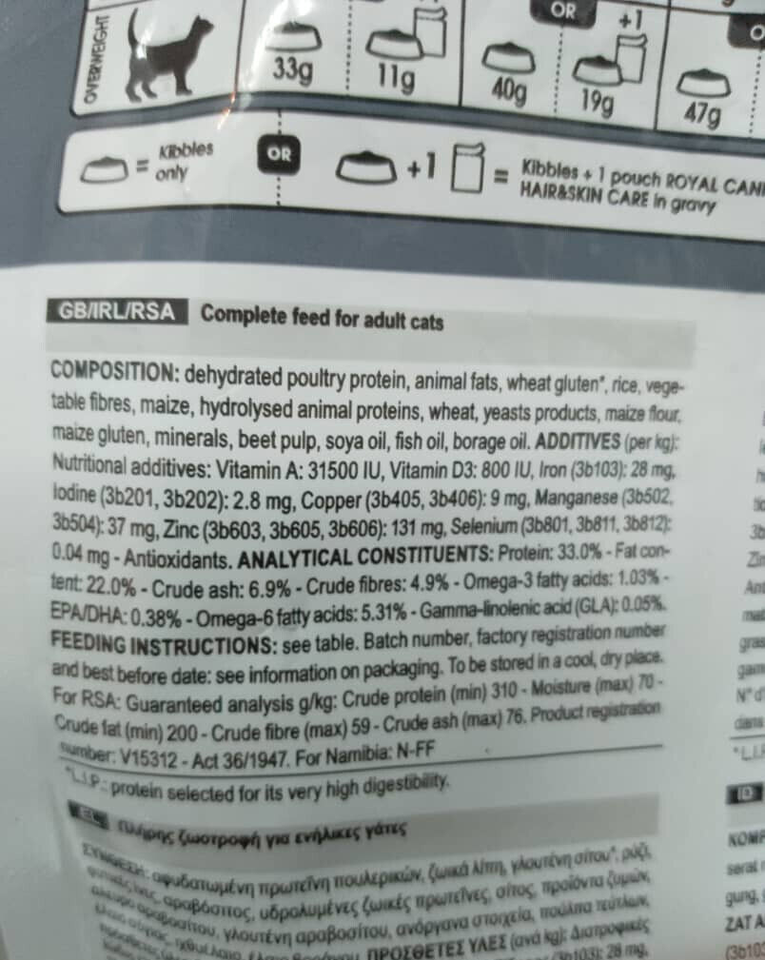 OVERWEIGHT
33g
11g
40g
OR
+1
19g
47g
= Kibbles
only
OR
+1 = Kibbles + 1 pouch ROYAL CANI
HAIR&SKIN CARE in gravy
GB/IRL/RSA Complete feed for adult cats
COMPOSITION: dehydrated poultry protein, animal fats, wheat gluten*, rice, vege-
table fibres, maize, hydrolysed animal proteins, wheat, yeasts products, maize flour,
maize gluten, minerals, beet pulp, soya oil, fish oil, borage oil. ADDITIVES (per kg):
Nutritional additives: Vitamin A: 31500 IU, Vitamin D3: 800 IU, Iron (3b103): 28 mg,
Iodine (3b201, 3b202): 2.8 mg, Copper (3b405, 3b406): 9 mg, Manganese (3b502,
3b504): 37 mg, Zinc (3b603, 3b605, 3b606): 131 mg, Selenium (3b801, 3b811, 3b812):
0.04 mg - Antioxidants. ANALYTICAL CONSTITUENTS: Protein: 33.0% - Fat con-
tent: 22.0% - Crude ash: 6.9% - Crude fibres: 4.9% - Omega-3 fatty acids: 1.03% -
EPA/DHA: 0.38% - Omega-6 fatty acids: 5.31% - Gamma-linolenic acid (GLA): 0.05%.
FEEDING INSTRUCTIONS: see table. Batch number, factory registration number
and best before date: see information on packaging. To be stored in a cool, dry place.
For RSA: Guaranteed analysis g/kg: Crude protein (min) 310 - Moisture (max) 70 -
Crude fat (min) 200 - Crude fibre (max) 59 - Crude ash (max) 76. Product registration
number: V15312 - Act 36/1947. For Namibia: N-FF
*L.I.P.: protein selected for its very high digestibility.
Πλήρης ζωοτροφή για ενήλικες γάτες
ΣΥΝΘΕΣΗ: αφυδατωμένη πρωτεΐνη πουλερικών, ζωικά λίπη, γλουτένη σίτου*, ρύζι,
αραβόσιτος, υδρολυμένες ζωικές πρωτεΐνες, σίτος, προϊόντα ζυμών,
αραβοσίτου, γλουτένη αραβοσίτου, ανόργανα στοιχεία, πούλπα τεύτλων,
ΠΡΟΣΘΕΤΕΣ ΥΛΕΣ (ανά kg): Διατροφικές
28 mg,
ID